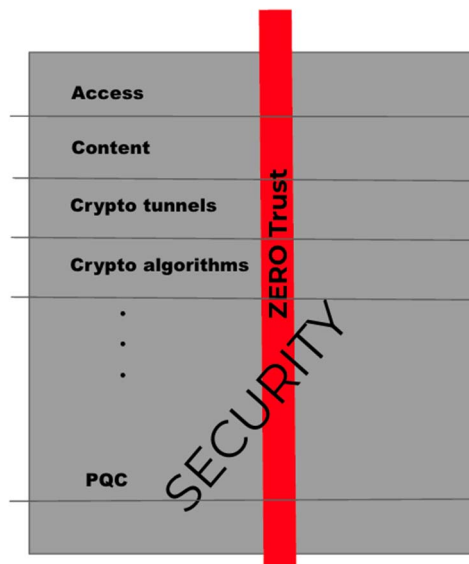 Access
Content
Crypto tunnels
Crypto algorithms
ZERO Trust
SECURITY
PQC